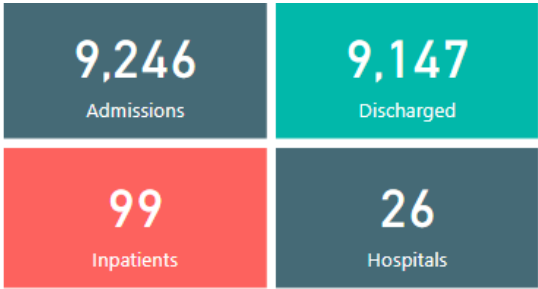 9,246
Admissions
9,147
Discharged
99
Inpatients
26
Hospitals